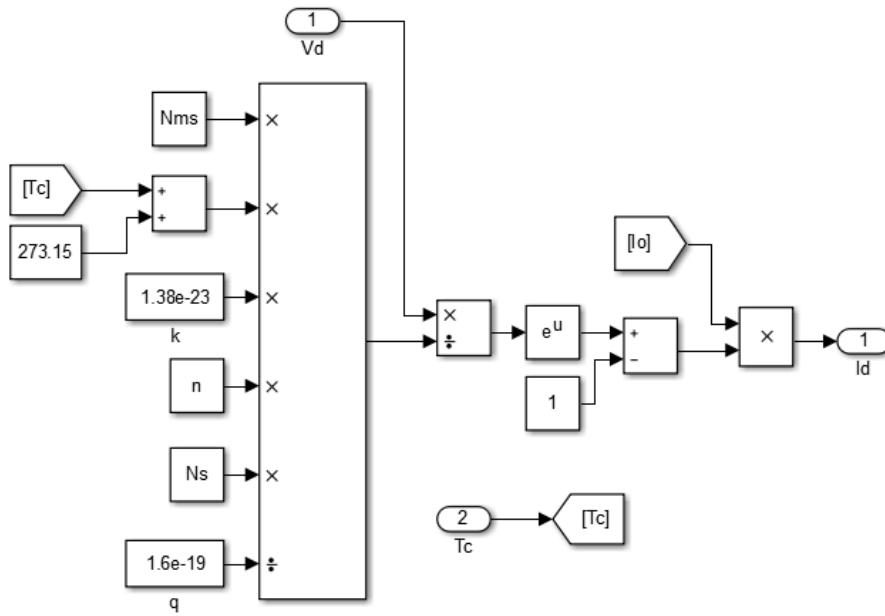 1
Vd
Nms
×
[Tc]
+
+
×
273.15
1.38e-23
×
k
n
×
Ns
×
1.6e-19
÷
q
×
÷
e^u
1
+
−
[Io]
×
1
Id
2
Tc
[Tc]